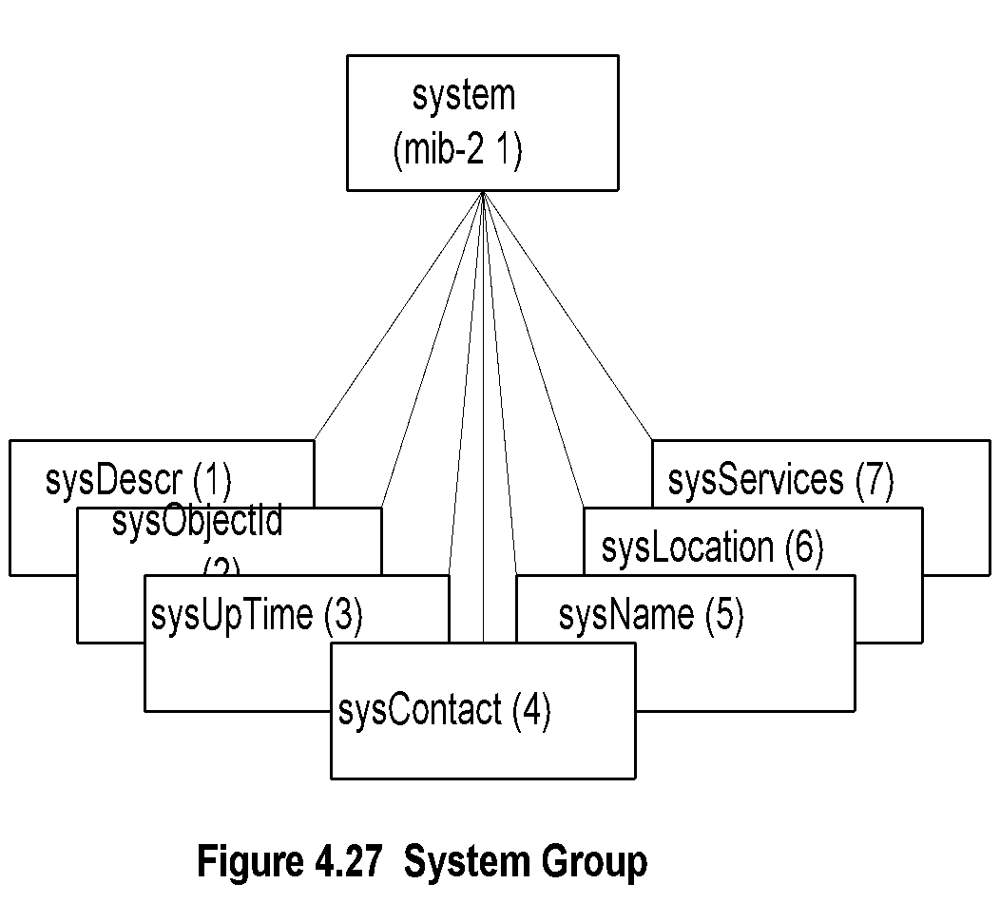 system
(mib-2 1)
sysDescr (1)
sysObjectId
(2)
sysUpTime (3)
sysContact (4)
sysName (5)
sysLocation (6)
sysServices (7)
Figure 4.27 System Group